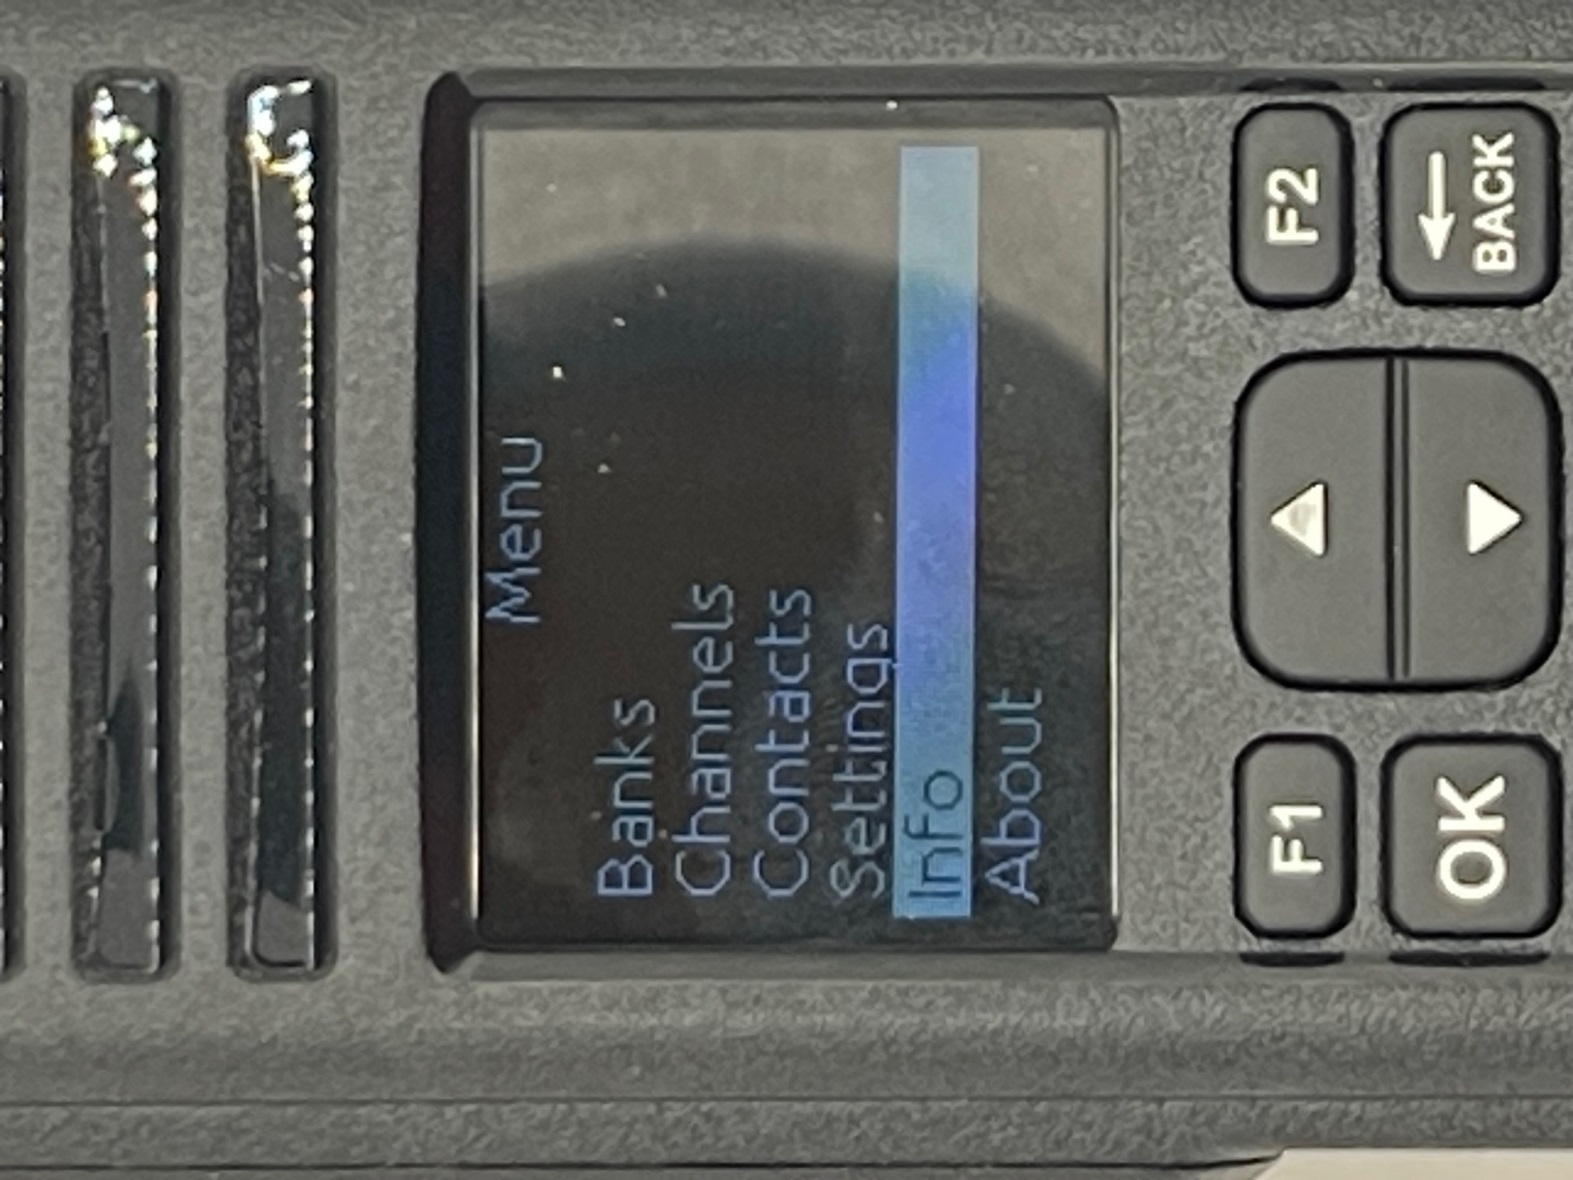 Menu
Banks
Channels
Contacts
Settings
Info
About
F1
F2
OK
BACK